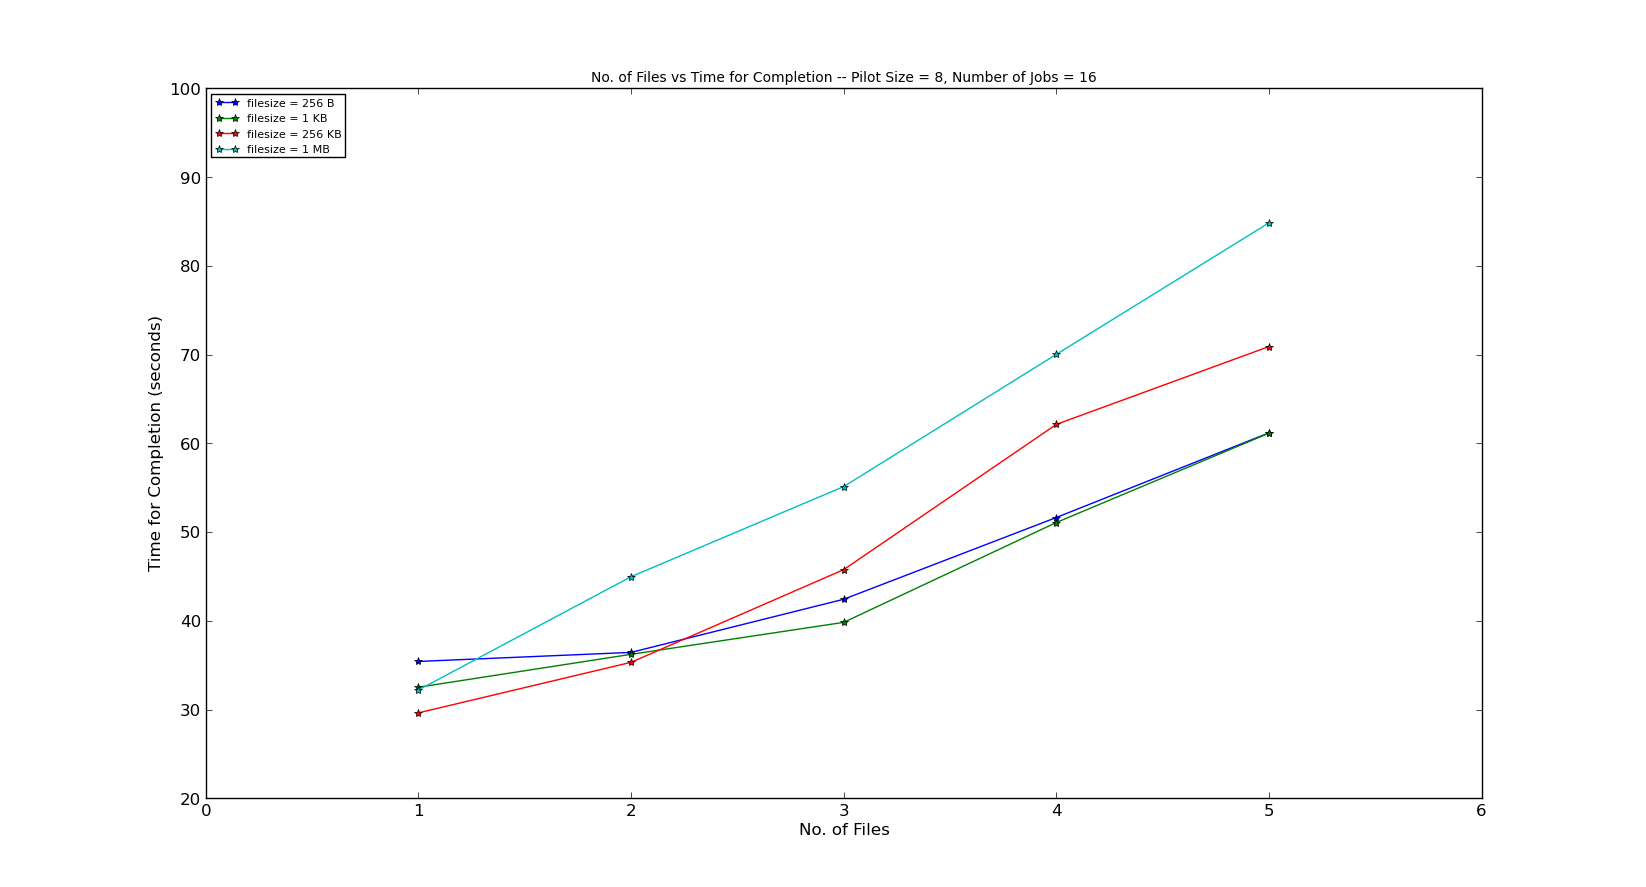 No. of Files vs Time for Completion -- Pilot Size = 8, Number of Jobs = 16
filesize = 256 B
filesize = 1 KB
filesize = 256 KB
filesize = 1 MB
100
90
80
70
60
50
40
30
20
Time for Completion (seconds)
0 1 2 3 4 5 6
No. of Files